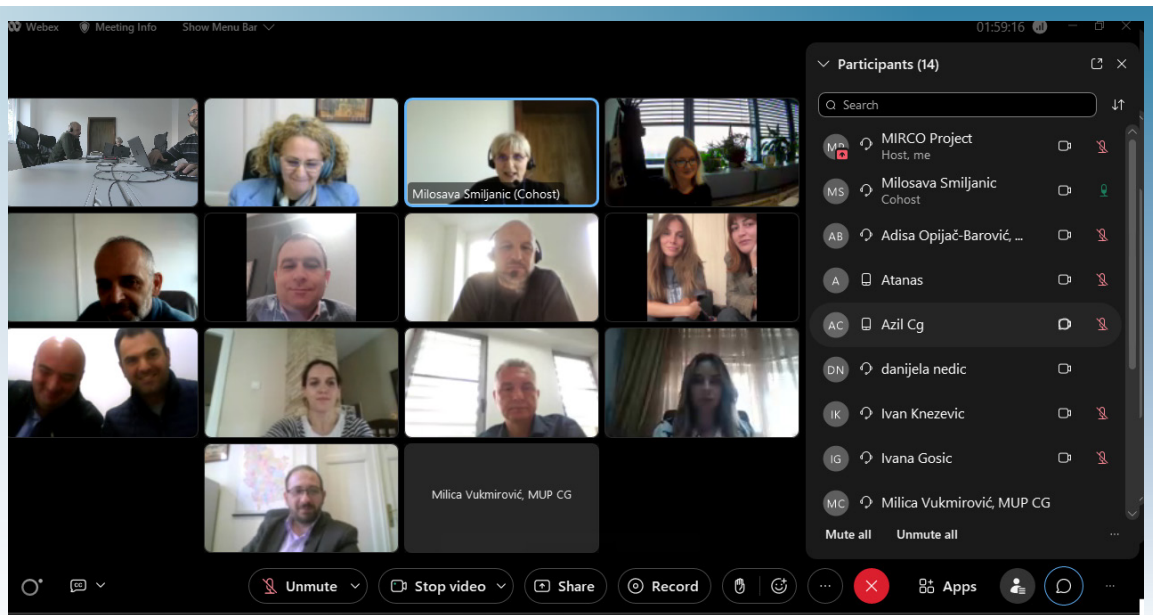 Webex Meeting Info Show Menu Bar 01:59:16
Participants (14)
Search
MP MIRCO Project
Host, me
MS Milosava Smiljanic
Cohost
AB Adisa Opijač-Barović, ...
A Atanas
AC Azil Cg
DN danijela nedic
IK Ivan Knezevic
IG Ivana Gosic
MC Milica Vukmirović, MUP CG
Mute all Unmute all ...
Milosava Smiljanic (Cohost)
Milica Vukmirović, MUP CG
CC Unmute Stop video Share Record ... Apps ...